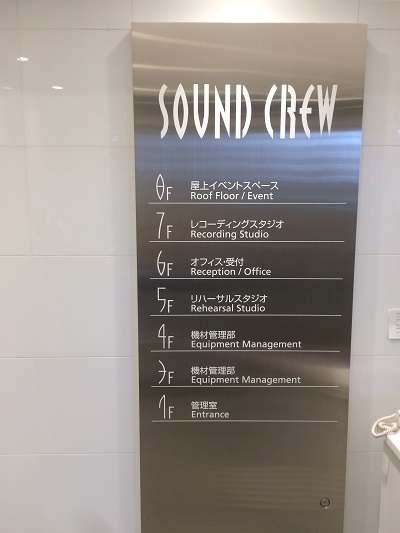 SOUND CREW
8F 屋上イベントスペース
Roof Floor / Event
7F レコーディングスタジオ
Recording Studio
6F オフィス・受付
Reception / Office
5F リハーサルスタジオ
Rehearsal Studio
4F 機材管理部
Equipment Management
3F 機材管理部
Equipment Management
1F 管理室
Entrance